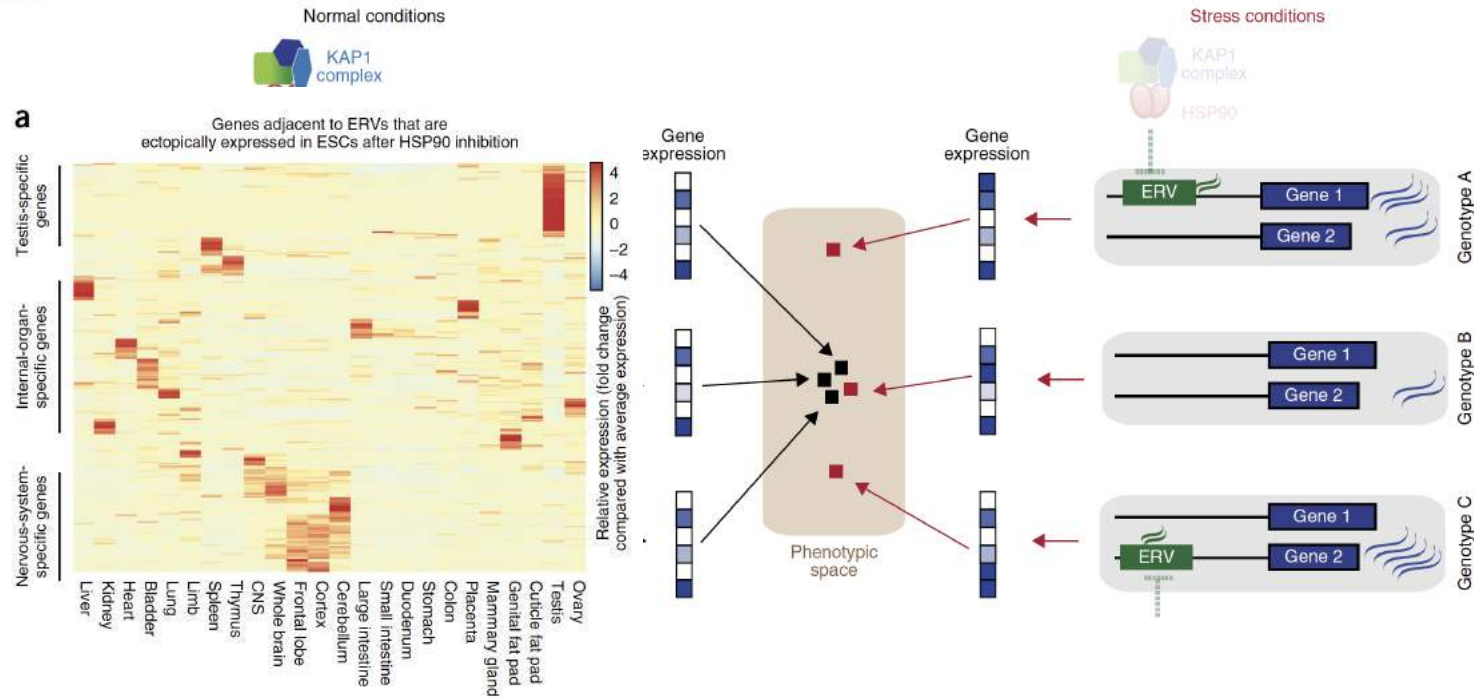 Normal conditions
KAP1
complex
a
Genes adjacent to ERVs that are
ectopically expressed in ESCs after HSP90 inhibition
Testis-specific
genes
Internal-organ-
specific genes
Nervous-system-
specific genes
4
2
0
−2
−4
Relative expression (fold change
compared with average expression)
Liver
Kidney
Heart
Bladder
Lung
Limb
Spleen
Thymus
CNS
Whole brain
Frontal lobe
Cortex
Cerebellum
Large intestine
Small intestine
Duodenum
Stomach
Colon
Placenta
Mammary gland
Genital fat pad
Cuticle fat pad
Testis
Ovary
Gene
expression
Phenotypic
space
Gene
expression
Stress conditions
KAP1
complex
HSP90
ERV
Gene 1
Gene 2
Genotype A
Gene 1
Gene 2
Genotype B
Gene 1
ERV
Gene 2
Genotype C